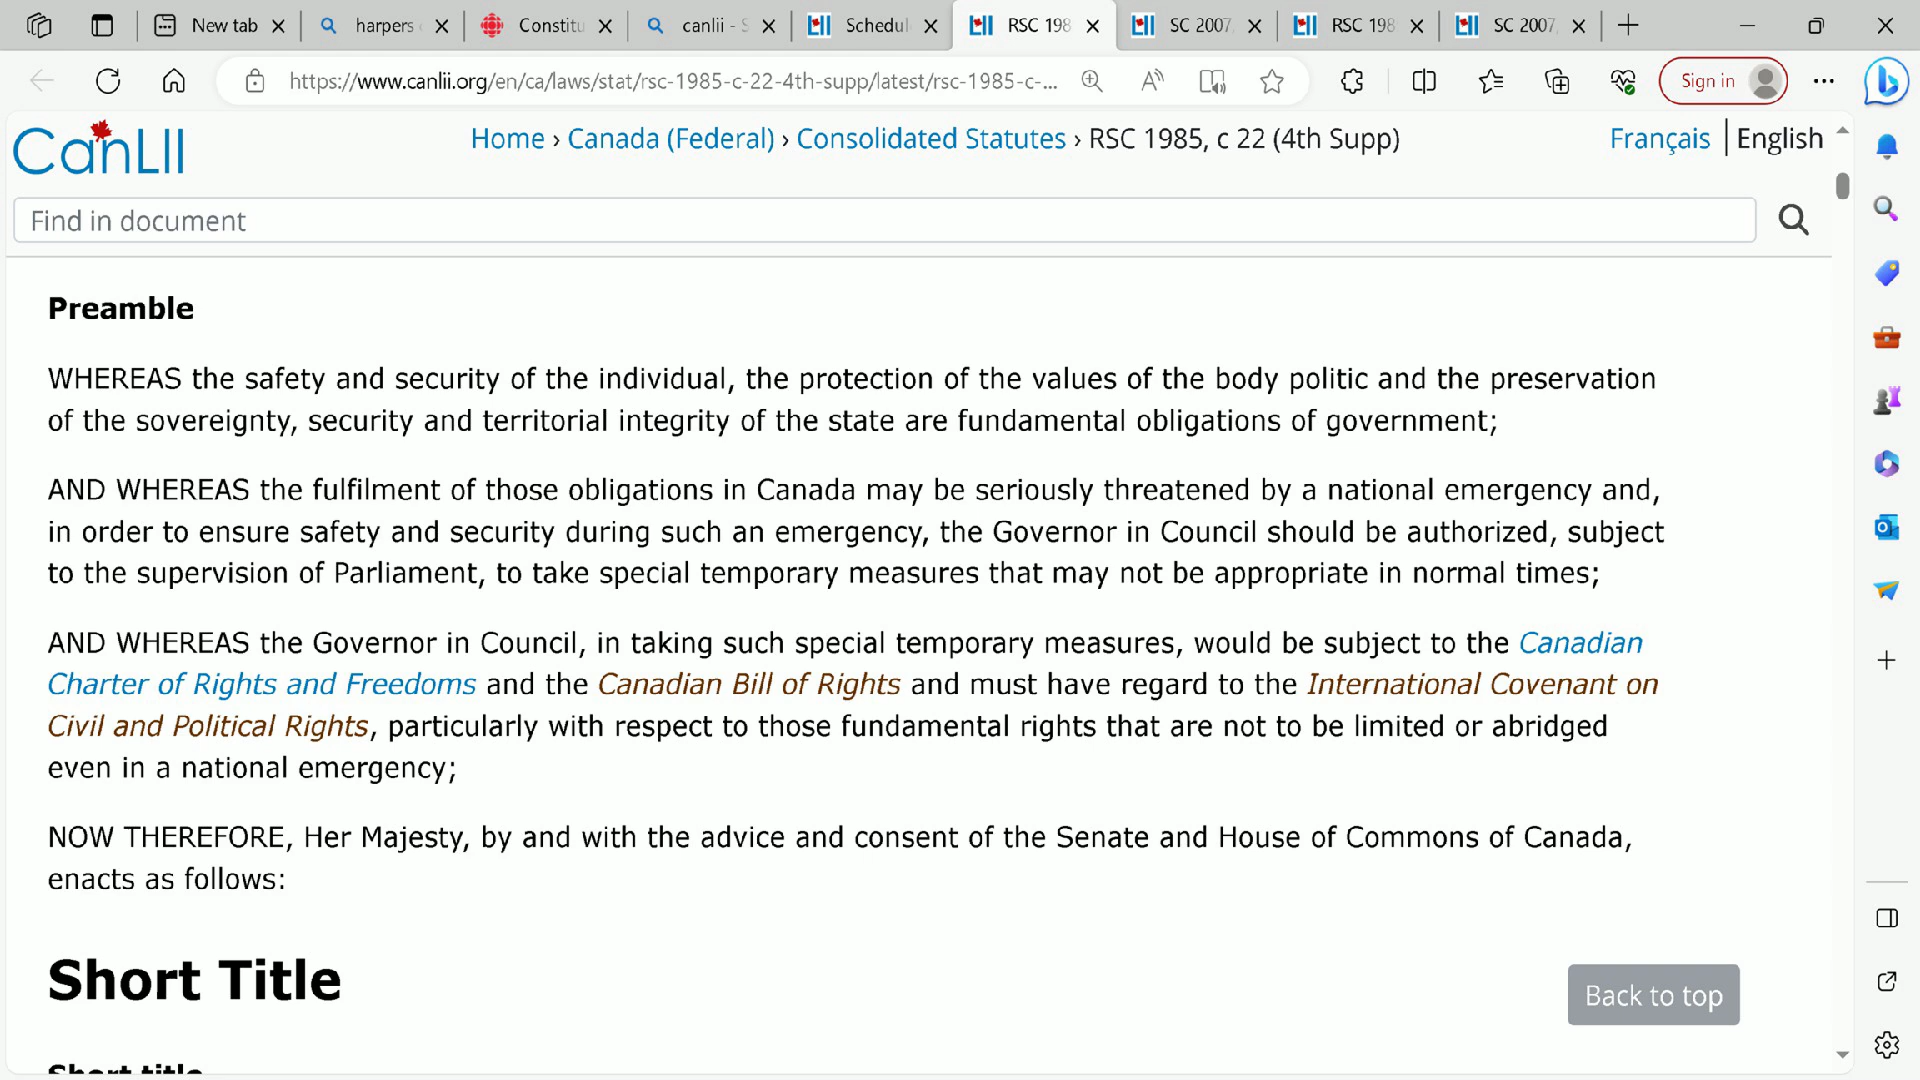 New tab
harpers
Constitu
canlii - S
Schedul
RSC 198
SC 2007,
RSC 198
SC 2007,
https://www.canlii.org/en/ca/laws/stat/rsc-1985-c-22-4th-supp/latest/rsc-1985-c-...
Sign in
CanLII
Home › Canada (Federal) › Consolidated Statutes › RSC 1985, c 22 (4th Supp)
Français | English
Find in document
Preamble
WHEREAS the safety and security of the individual, the protection of the values of the body politic and the preservation
of the sovereignty, security and territorial integrity of the state are fundamental obligations of government;
AND WHEREAS the fulfilment of those obligations in Canada may be seriously threatened by a national emergency and,
in order to ensure safety and security during such an emergency, the Governor in Council should be authorized, subject
to the supervision of Parliament, to take special temporary measures that may not be appropriate in normal times;
AND WHEREAS the Governor in Council, in taking such special temporary measures, would be subject to the Canadian
Charter of Rights and Freedoms and the Canadian Bill of Rights and must have regard to the International Covenant on
Civil and Political Rights, particularly with respect to those fundamental rights that are not to be limited or abridged
even in a national emergency;
NOW THEREFORE, Her Majesty, by and with the advice and consent of the Senate and House of Commons of Canada,
enacts as follows:
Short Title
Back to top
Short title